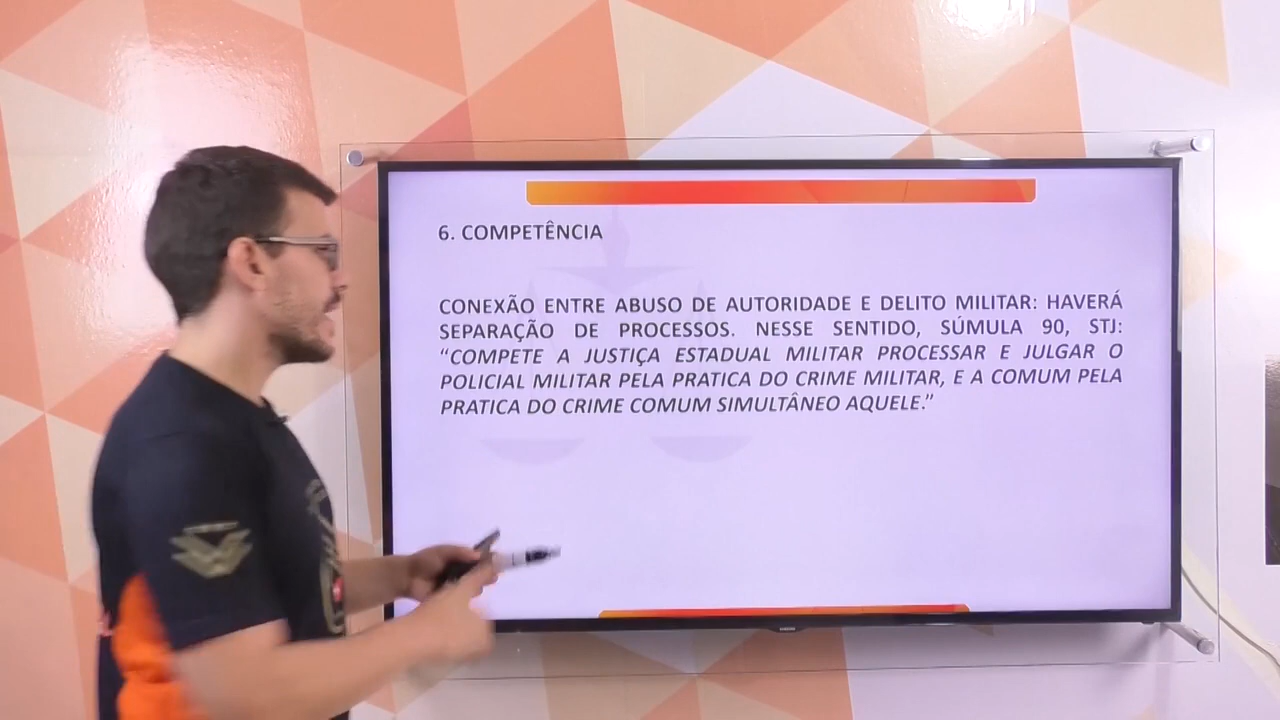 6. COMPETÊNCIA
CONEXÃO ENTRE ABUSO DE AUTORIDADE E DELITO MILITAR: HAVERÁ
SEPARAÇÃO DE PROCESSOS. NESSE SENTIDO, SÚMULA 90, STJ:
“COMPETE A JUSTIÇA ESTADUAL MILITAR PROCESSAR E JULGAR O
POLICIAL MILITAR PELA PRATICA DO CRIME MILITAR, E A COMUM PELA
PRATICA DO CRIME COMUM SIMULTÂNEO AQUELE.”